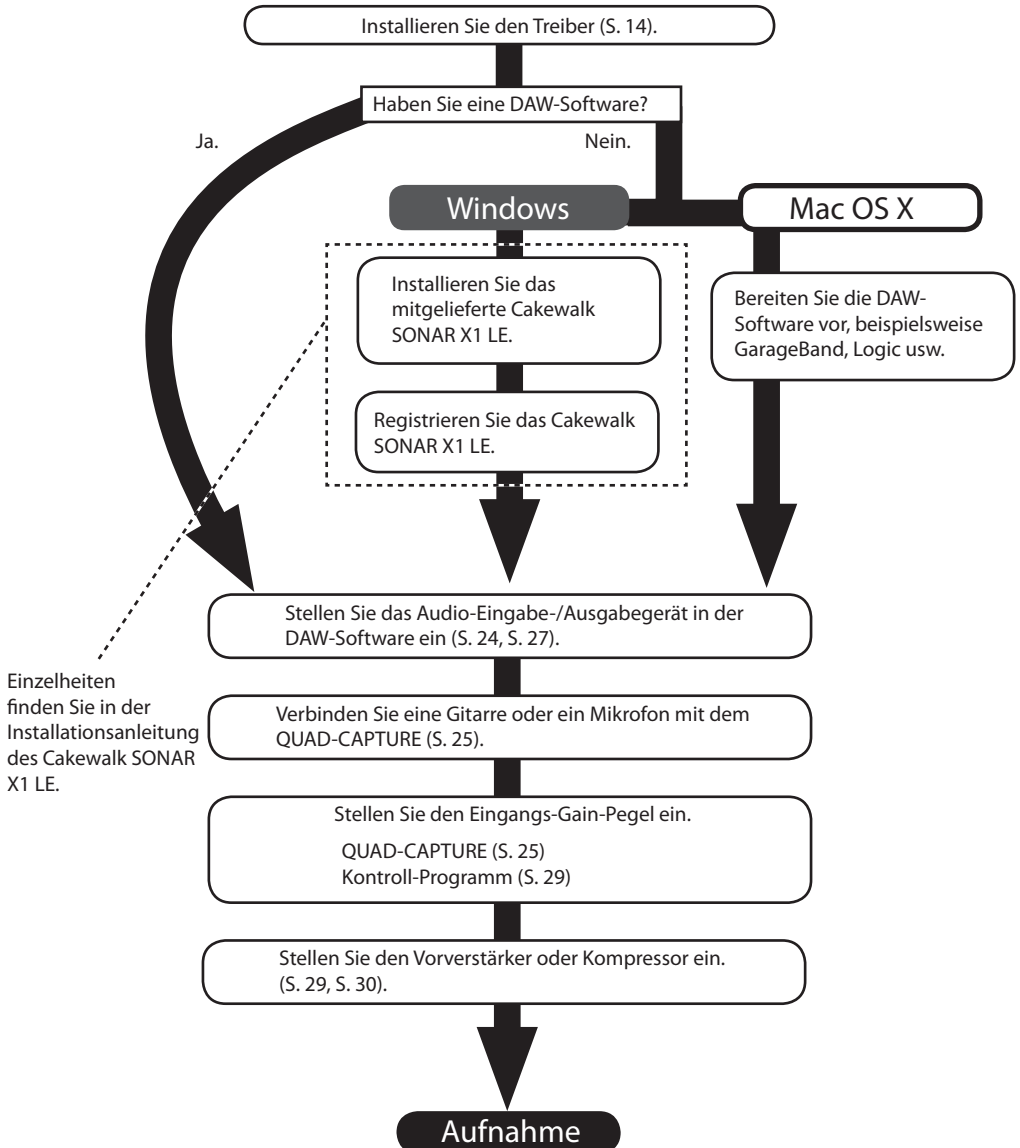 Installieren Sie den Treiber (S. 14).
Haben Sie eine DAW-Software?
Ja.
Nein.
Windows
Mac OS X
Installieren Sie das
mitgelieferte Cakewalk
SONAR X1 LE.
Bereiten Sie die DAW-
Software vor, beispielsweise
GarageBand, Logic usw.
Registrieren Sie das Cakewalk
SONAR X1 LE.
Stellen Sie das Audio-Eingabe-/Ausgabegerät in der
DAW-Software ein (S. 24, S. 27).
Einzelheiten
finden Sie in der
Installationsanleitung
des Cakewalk SONAR
X1 LE.
Verbinden Sie eine Gitarre oder ein Mikrofon mit dem
QUAD-CAPTURE (S. 25).
Stellen Sie den Eingangs-Gain-Pegel ein.
QUAD-CAPTURE (S. 25)
Kontroll-Programm (S. 29)
Stellen Sie den Vorverstärker oder Kompressor ein.
(S. 29, S. 30).
Aufnahme